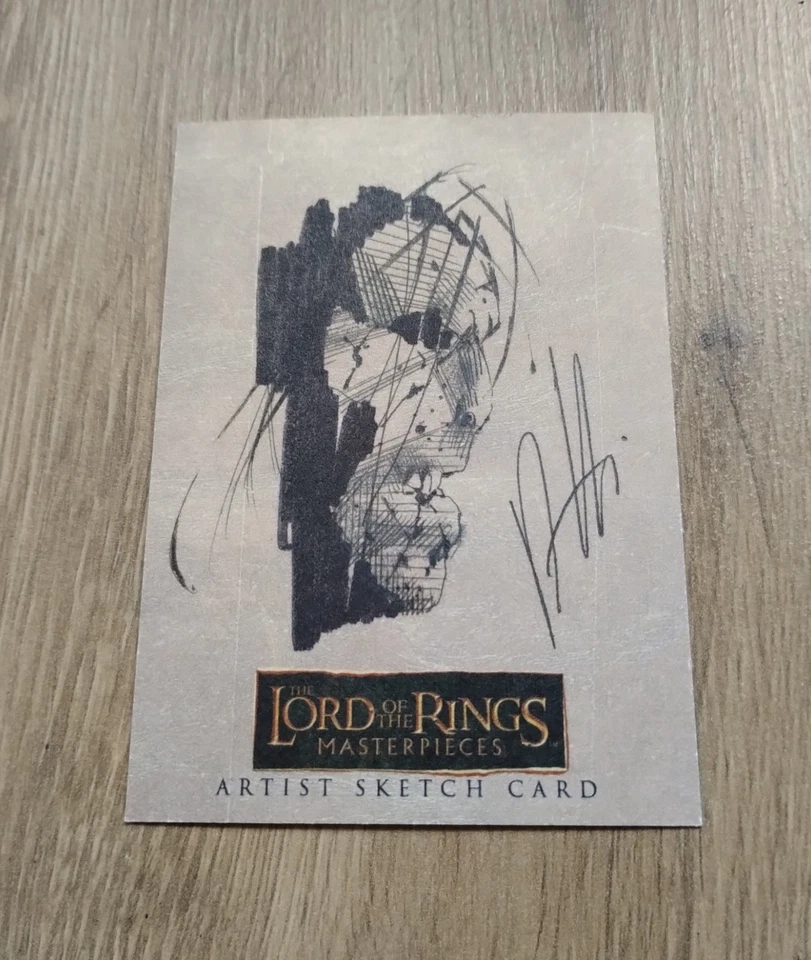 THE
LORD OF THE RINGS
MASTERPIECES
ARTIST SKETCH CARD